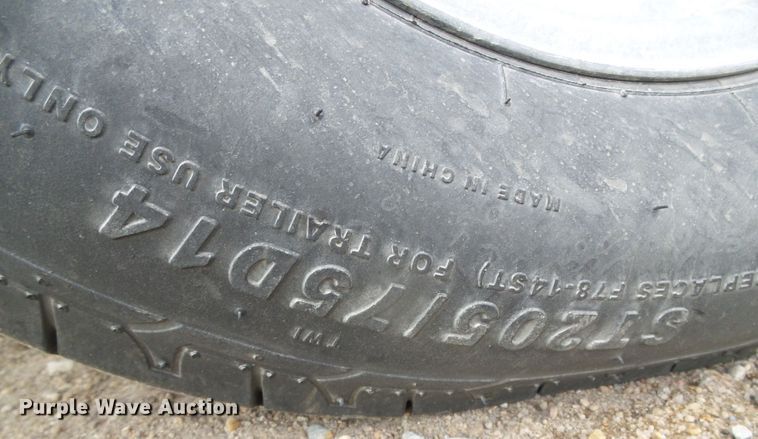 ST205/75D14
(REPLACES F78-14ST) FOR TRAILER USE ONLY
MADE IN CHINA
TWI
Purple Wave Auction